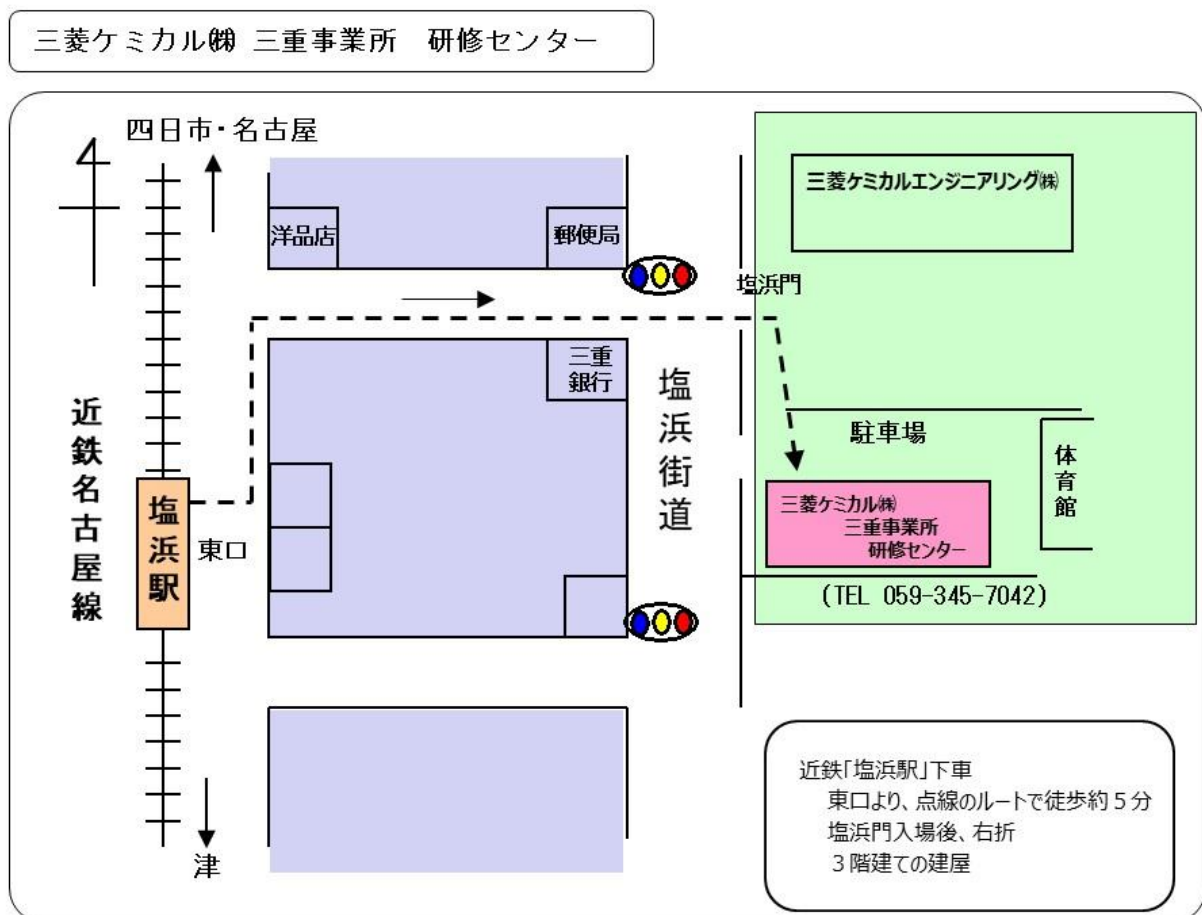 三菱ケミカル㈱ 三重事業所　研修センター
四日市・名古屋
洋品店
郵便局
塩浜門
三菱ケミカルエンジニアリング㈱
三重
銀行
塩浜街道
近鉄名古屋線
塩浜駅
東口
駐車場
体育館
三菱ケミカル㈱
三重事業所
研修センター
(TEL 059-345-7042)
津
近鉄「塩浜駅」下車
東口より、点線のルートで徒歩約５分
塩浜門入場後、右折
３階建ての建屋